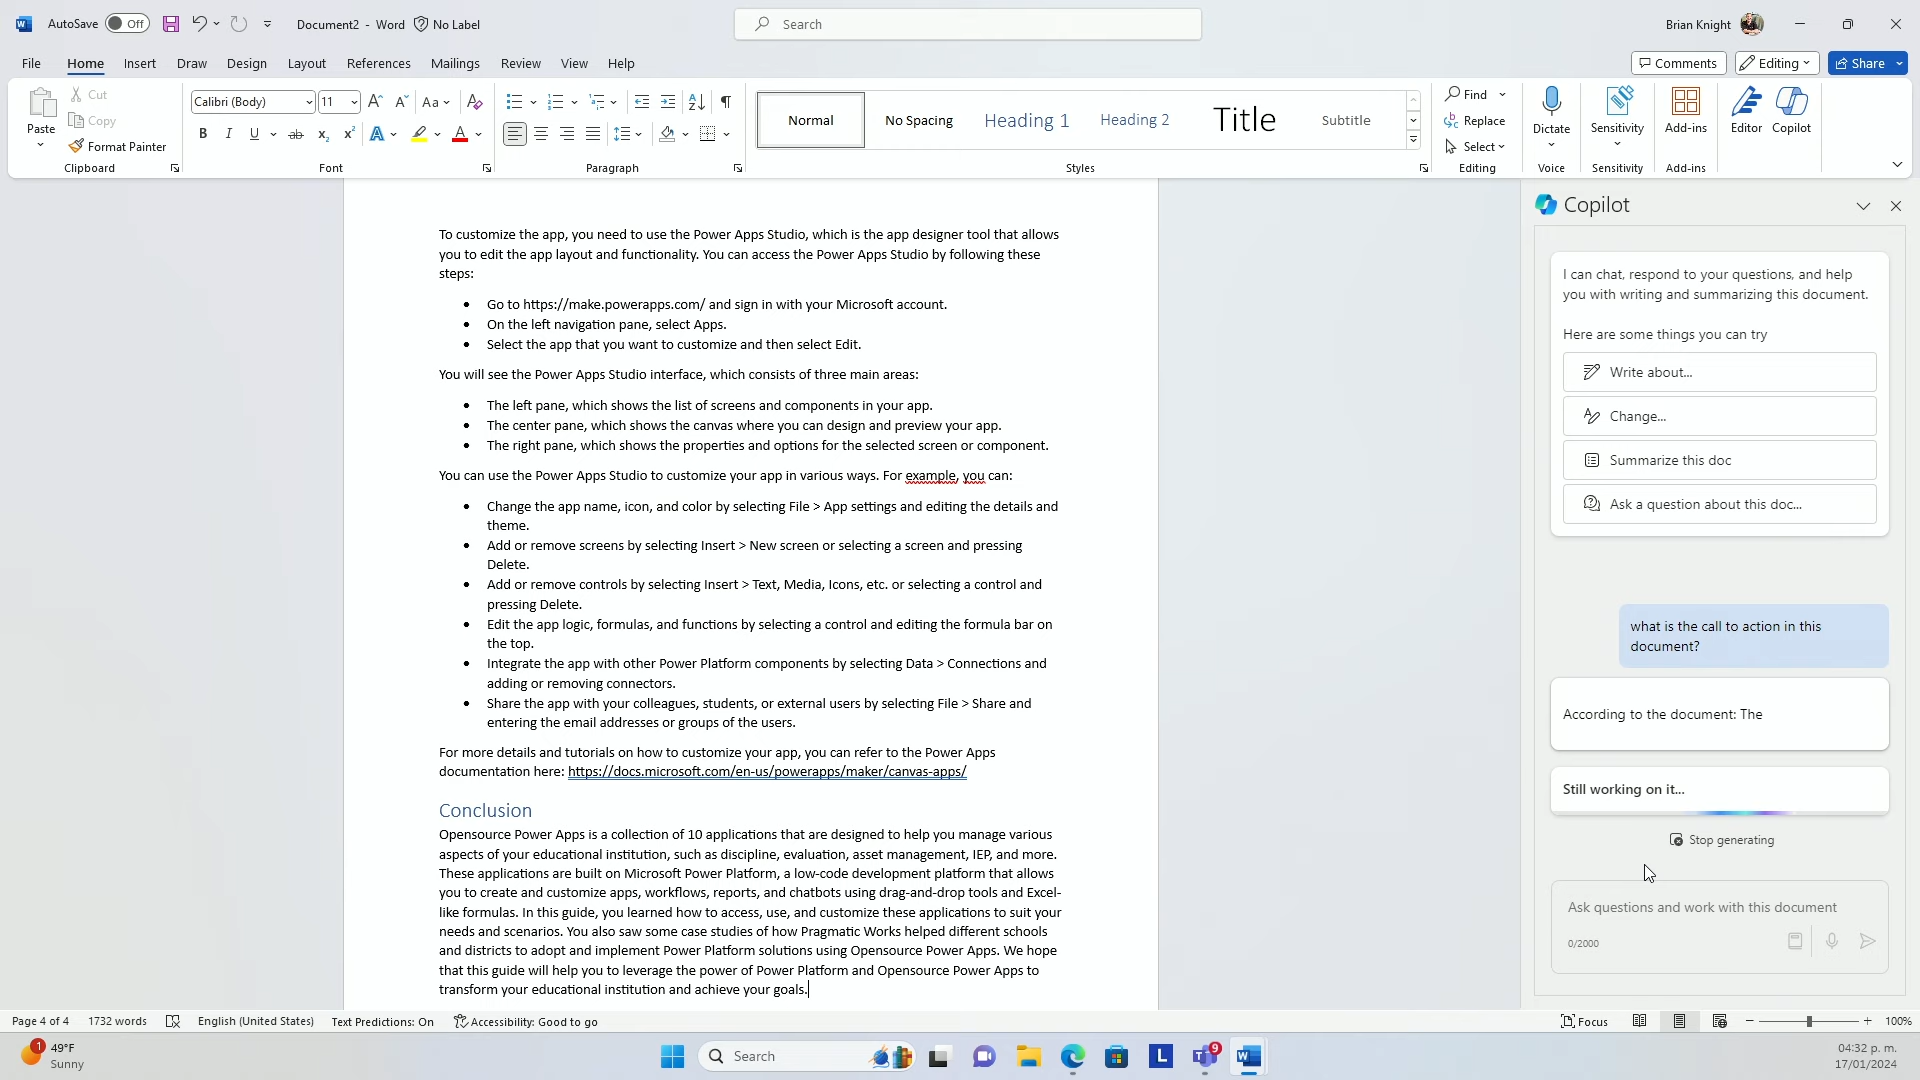 AutoSave Off Document2 - Word No Label Search Brian Knight
File Home Insert Draw Design Layout References Mailings Review View Help Comments Editing Share
Paste Cut Copy Format Painter Clipboard
Calibri (Body) 11 Aa
B I U ab x₂ x² A A Font
Paragraph
Normal No Spacing Heading 1 Heading 2 Title Subtitle Styles
Find Replace Select Editing
Dictate Voice
Sensitivity Sensitivity
Add-ins Add-ins
Editor Copilot
To customize the app, you need to use the Power Apps Studio, which is the app designer tool that allows
you to edit the app layout and functionality. You can access the Power Apps Studio by following these
steps:
• Go to https://make.powerapps.com/ and sign in with your Microsoft account.
• On the left navigation pane, select Apps.
• Select the app that you want to customize and then select Edit.
You will see the Power Apps Studio interface, which consists of three main areas:
• The left pane, which shows the list of screens and components in your app.
• The center pane, which shows the canvas where you can design and preview your app.
• The right pane, which shows the properties and options for the selected screen or component.
You can use the Power Apps Studio to customize your app in various ways. For example, you can:
• Change the app name, icon, and color by selecting File > App settings and editing the details and
theme.
• Add or remove screens by selecting Insert > New screen or selecting a screen and pressing
Delete.
• Add or remove controls by selecting Insert > Text, Media, Icons, etc. or selecting a control and
pressing Delete.
• Edit the app logic, formulas, and functions by selecting a control and editing the formula bar on
the top.
• Integrate the app with other Power Platform components by selecting Data > Connections and
adding or removing connectors.
• Share the app with your colleagues, students, or external users by selecting File > Share and
entering the email addresses or groups of the users.
For more details and tutorials on how to customize your app, you can refer to the Power Apps
documentation here: https://docs.microsoft.com/en-us/powerapps/maker/canvas-apps/
Conclusion
Opensource Power Apps is a collection of 10 applications that are designed to help you manage various
aspects of your educational institution, such as discipline, evaluation, asset management, IEP, and more.
These applications are built on Microsoft Power Platform, a low-code development platform that allows
you to create and customize apps, workflows, reports, and chatbots using drag-and-drop tools and Excel-
like formulas. In this guide, you learned how to access, use, and customize these applications to suit your
needs and scenarios. You also saw some case studies of how Pragmatic Works helped different schools
and districts to adopt and implement Power Platform solutions using Opensource Power Apps. We hope
that this guide will help you to leverage the power of Power Platform and Opensource Power Apps to
transform your educational institution and achieve your goals.
Copilot
I can chat, respond to your questions, and help
you with writing and summarizing this document.
Here are some things you can try
Write about...
Change...
Summarize this doc
Ask a question about this doc...
what is the call to action in this
document?
According to the document: The
Still working on it...
Stop generating
Ask questions and work with this document
0/2000
Page 4 of 4 1732 words English (United States) Text Predictions: On Accessibility: Good to go Focus 100%
1 49°F
Sunny
Search
L
9
04:32 p. m.
17/01/2024